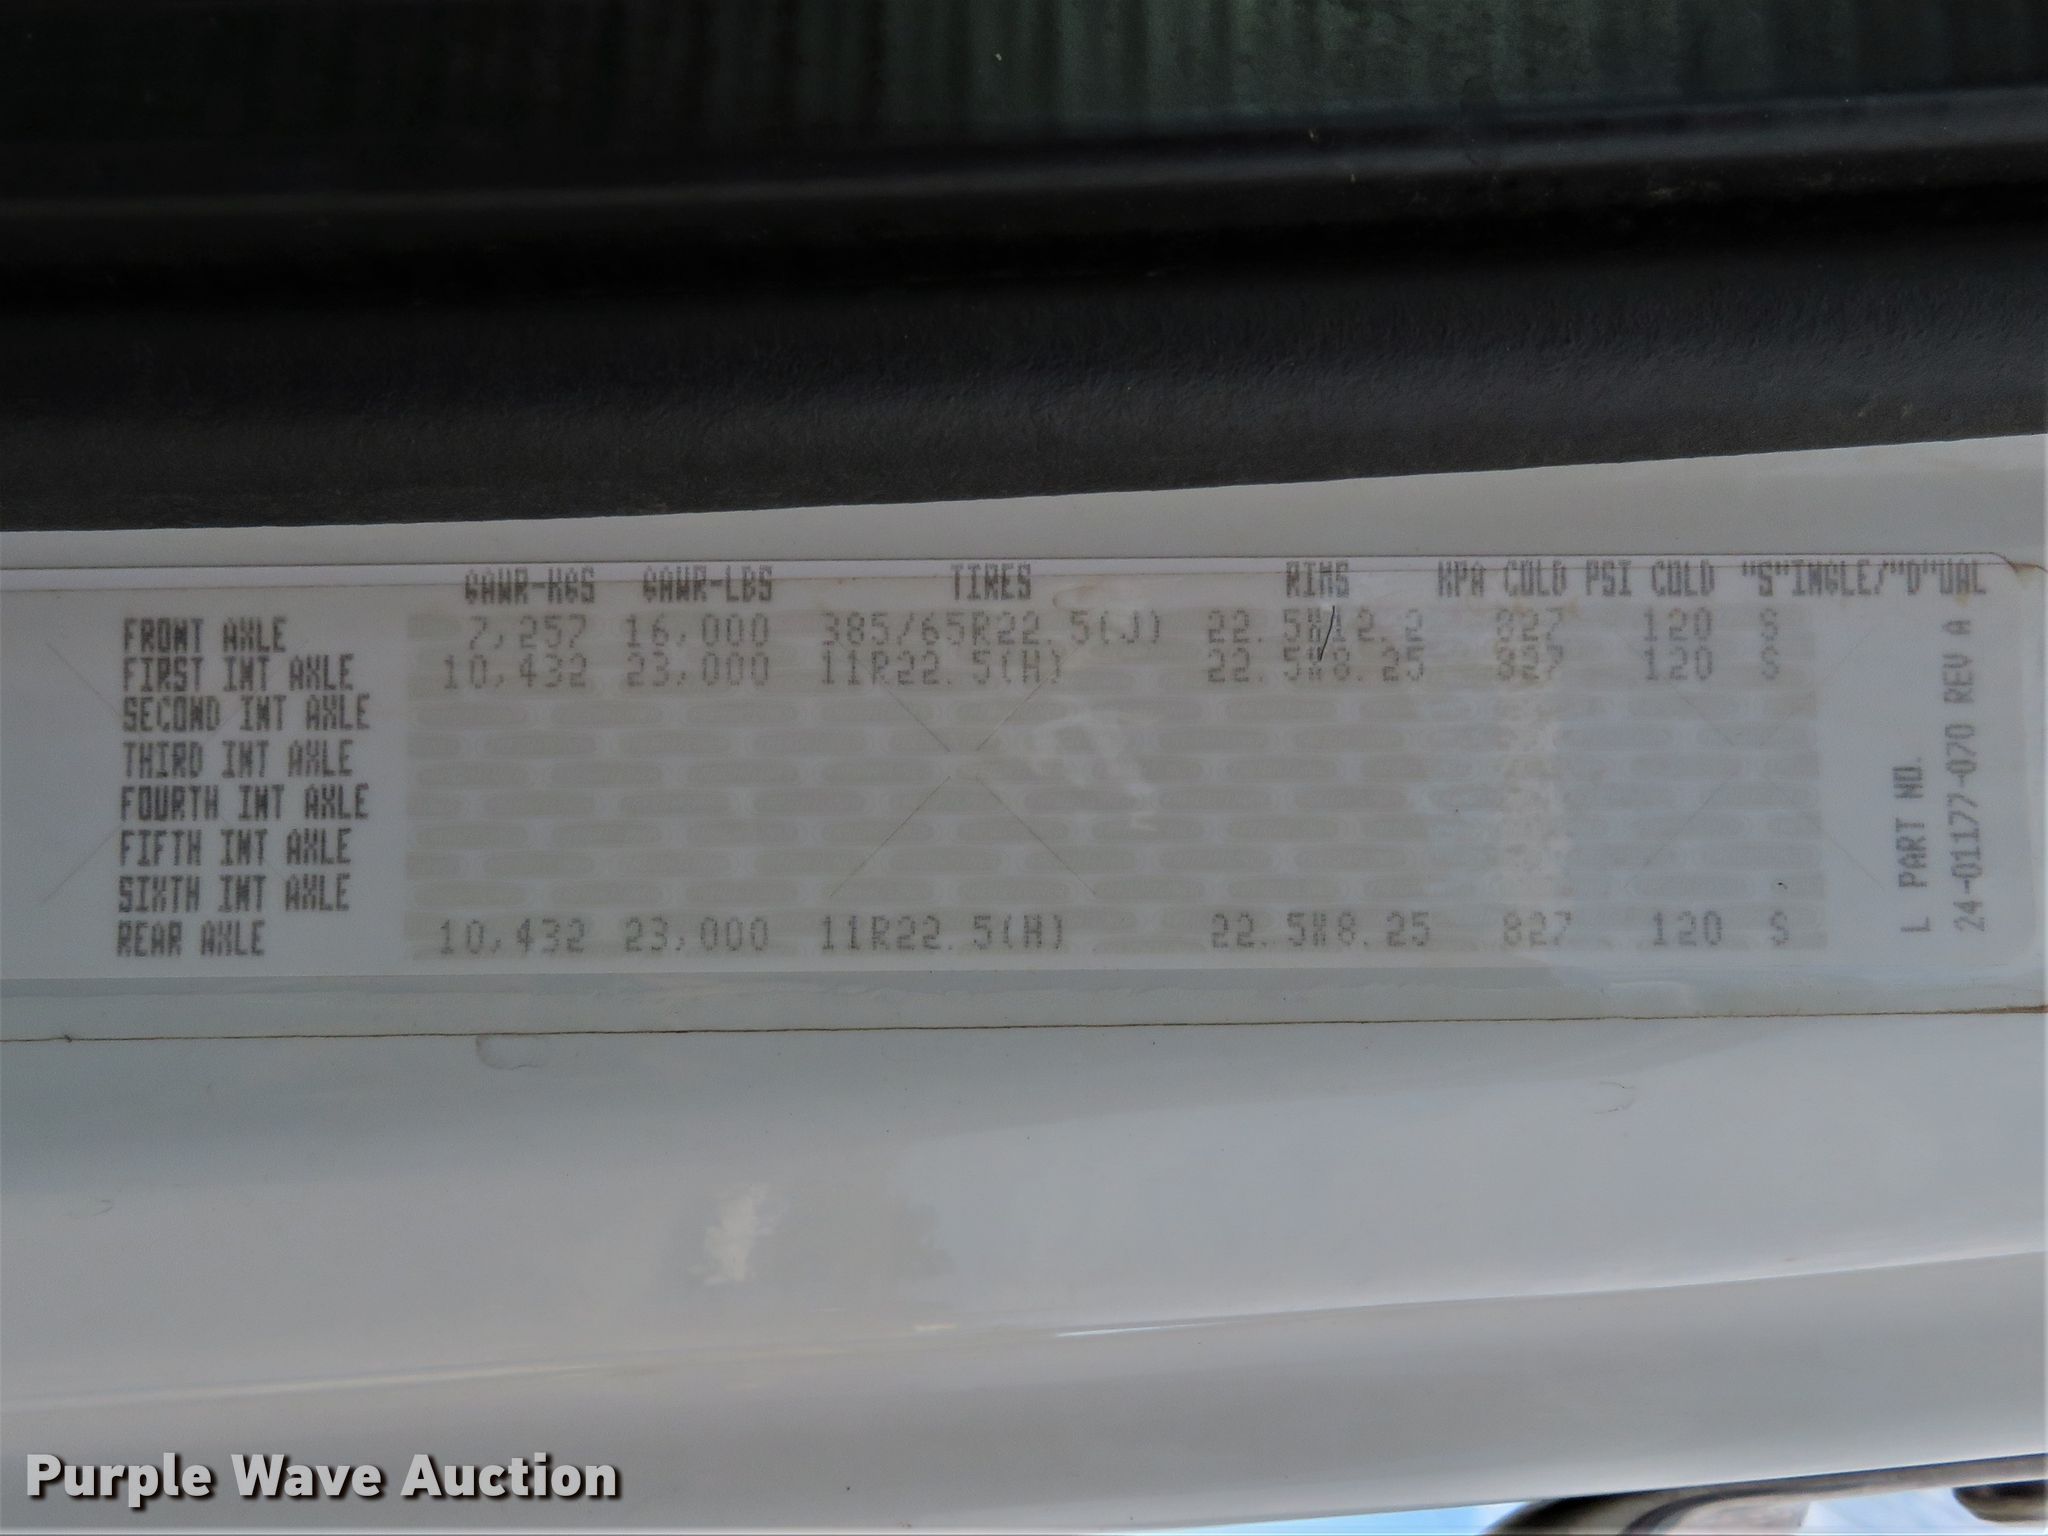 GAWR-KGS GAWR-LBS TIRES RIMS KPA COLD PSI COLD "S"INGLE/"D"UAL
FRONT AXLE 7,257 16,000 385/65R22.5(J) 22.5X12.2 827 120 S
FIRST INT AXLE 10,432 23,000 11R22.5(H) 22.5X8.25 827 120 S
SECOND INT AXLE
THIRD INT AXLE
FOURTH INT AXLE
FIFTH INT AXLE
SIXTH INT AXLE
REAR AXLE 10,432 23,000 11R22.5(H) 22.5X8.25 827 120 S
L PART NO.
24-01177-070 REV A
Purple Wave Auction